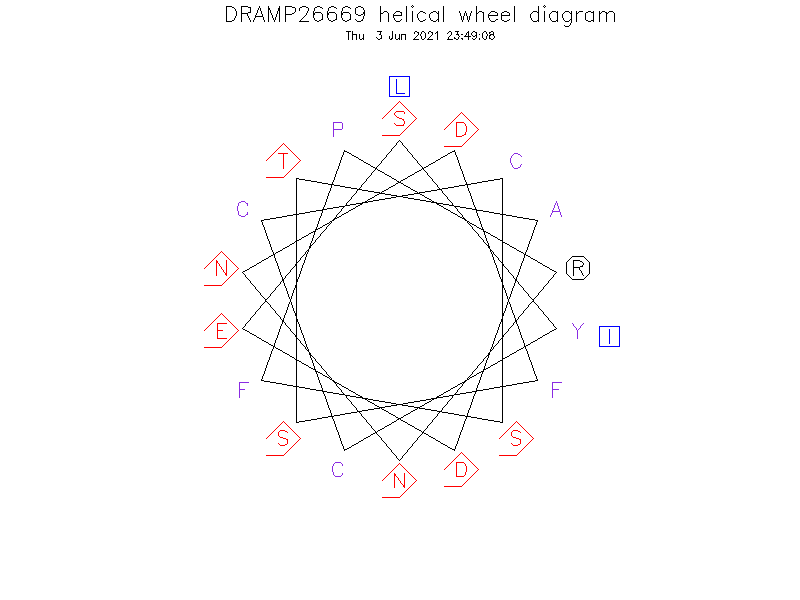 DRAMP26669 helical wheel diagram
Thu 3 Jun 2021 23:49:08
L
P S D
T C
C A
N R
E Y I
F F
S S
C N D